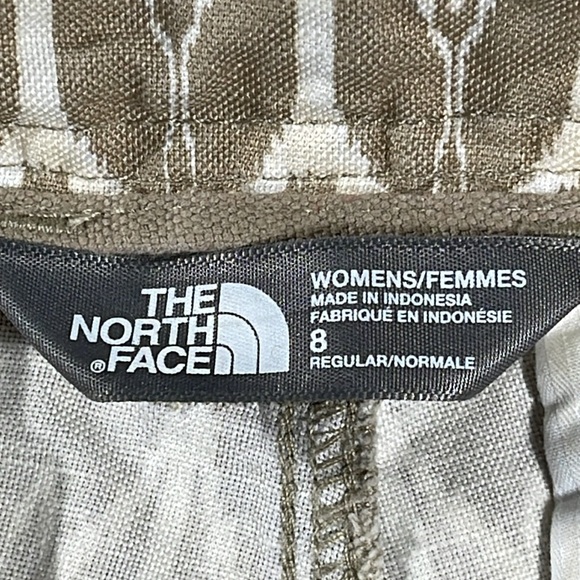 THE
NORTH
FACE
®
WOMENS/FEMMES
MADE IN INDONESIA
FABRIQUÉ EN INDONÉSIE
8
REGULAR/NORMALE